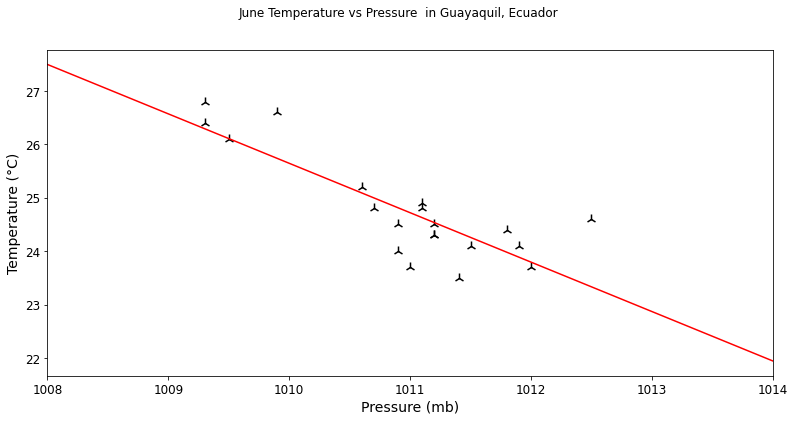 June Temperature vs Pressure  in Guayaquil, Ecuador
Temperature (°C)
27
26
25
24
23
22
1008 1009 1010 1011 1012 1013 1014
Pressure (mb)